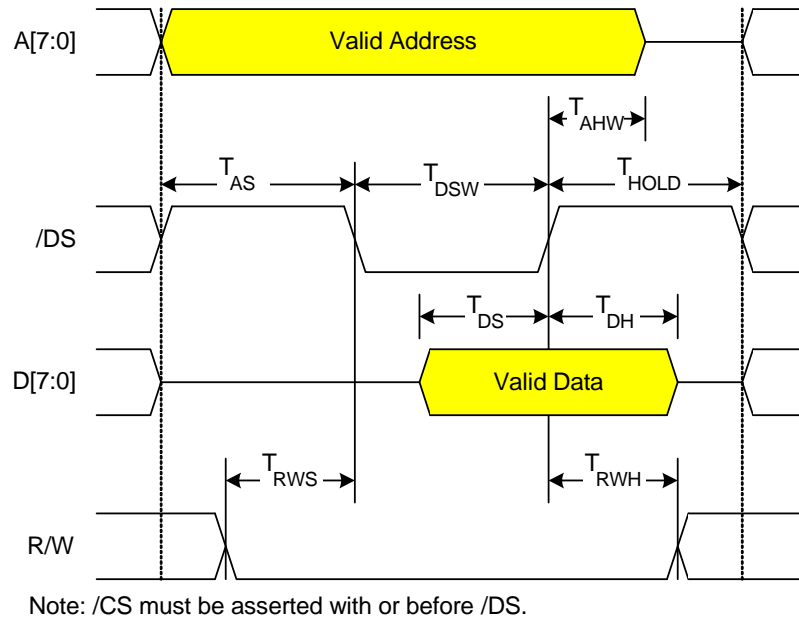 A[7:0]
Valid Address
TAHW
TAS
TDSW
THOLD
/DS
TDS
TDH
D[7:0]
Valid Data
TRWS
TRWH
R/W
Note: /CS must be asserted with or before /DS.